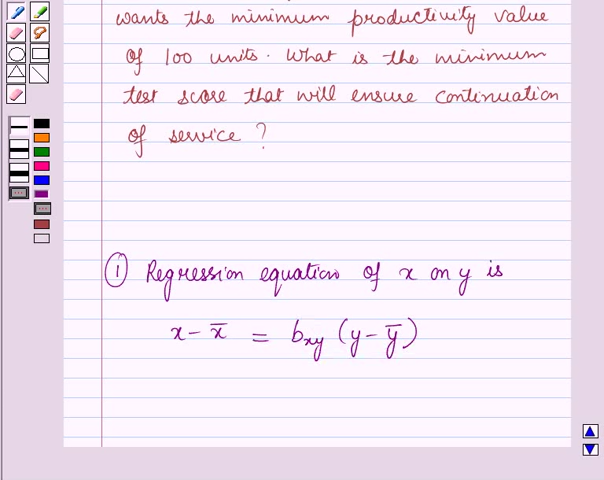 wants the minimum productivity value
of 100 units. What is the minimum
test score that will ensure continuation
of service ?
① Regression equation of x on y is
x - x̄ = bxy (y - ȳ)